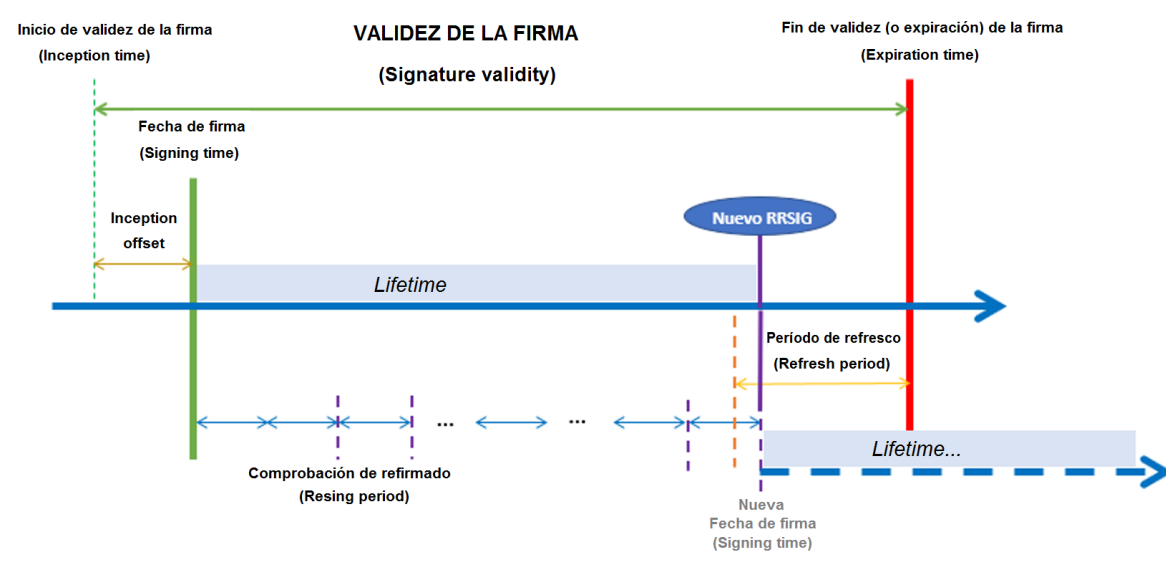 Inicio de validez de la firma
(Inception time)
VALIDEZ DE LA FIRMA
(Signature validity)
Fin de validez (o expiración) de la firma
(Expiration time)
Fecha de firma
(Signing time)
Inception
offset
Nuevo RRSIG
Lifetime
Período de refresco
(Refresh period)
...
...
Comprobación de refirmado
(Resing period)
Lifetime...
Nueva
Fecha de firma
(Signing time)